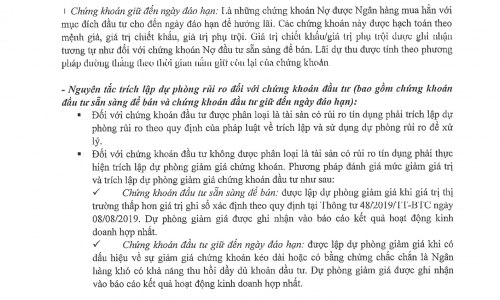 Chứng khoán giữ đến ngày đáo hạn: Là những chứng khoán Nợ được Ngân hàng mua hẳn với
mục đích đầu tư cho đến ngày đáo hạn để hưởng lãi. Các chứng khoán này được hạch toán theo
mệnh giá, giá trị chiết khấu, giá trị phụ trội. Giá trị chiết khấu/giá trị phụ trội được ghi nhận
tương tự như đối với chứng khoán Nợ đầu tư sẵn sàng để bán. Lãi dự thu được tính theo phương
pháp đường thẳng theo thời gian nắm giữ còn lại của chứng khoán
- Nguyên tắc trích lập dự phòng rủi ro đối với chứng khoán đầu tư (bao gồm chứng khoán
đầu tư sẵn sàng để bán và chứng khoán đầu tư giữ đến ngày đáo hạn):
▪ Đối với chứng khoán đầu tư được phân loại là tài sản có rủi ro tín dụng phải trích lập dự
phòng rủi ro theo quy định của pháp luật về trích lập và sử dụng dự phòng rủi ro để xử
lý.
▪ Đối với chứng khoán đầu tư không được phân loại là tài sản có rủi ro tín dụng phải thực
hiện trích lập dự phòng giảm giá chứng khoán. Phương pháp đánh giá mức giảm giá trị
và trích lập dự phòng giảm giá chứng khoán đầu tư như sau:
✓ Chứng khoán đầu tư sẵn sàng để bán: được lập dự phòng giảm giá khi giá trị thị
trường thấp hơn giá trị ghi sổ xác định theo quy định tại Thông tư 48/2019/TT-BTC ngày
08/08/2019. Dự phòng giảm giá được ghi nhận vào báo cáo kết quả hoạt động kinh
doanh hợp nhất.
✓ Chứng khoán đầu tư giữ đến ngày đáo hạn: được lập dự phòng giảm giá khi có
dấu hiệu về sự giảm giá chứng khoán kéo dài hoặc có bằng chứng chắc chắn là Ngân
hàng khó có khả năng thu hồi đầy đủ khoản đầu tư. Dự phòng giảm giá được ghi nhận
vào báo cáo kết quả hoạt động kinh doanh hợp nhất.